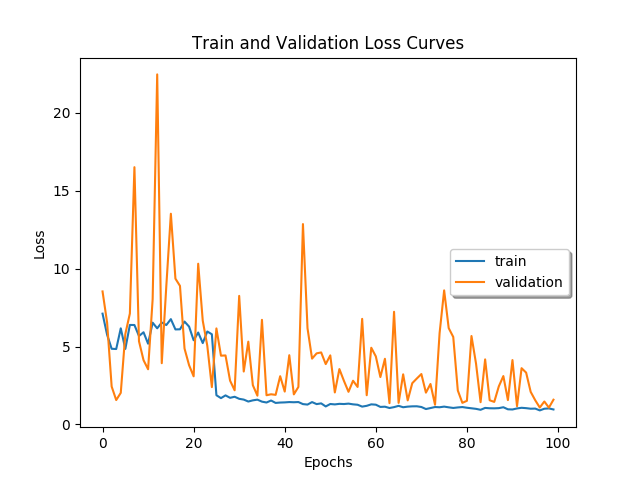 Train and Validation Loss Curves
Loss
20
15
10
5
0
train
validation
0 20 40 60 80 100
Epochs